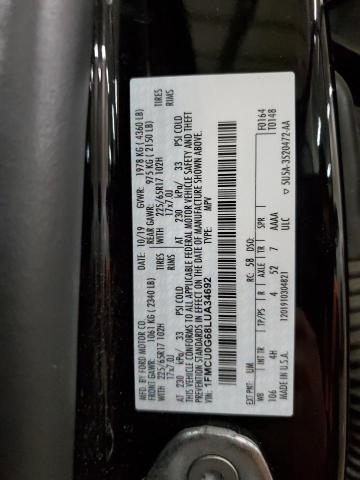 MFD. BY FORD MOTOR CO.
DATE: 10/19 GVWR: 1978 KG ( 4360 LB)
FRONT GAWR: 1061 KG ( 2340 LB) REAR GAWR: 975 KG ( 2150 LB)
225/65R17 102H TIRES 225/65R17 102H TIRES
17x7.0J RIMS 17x7.0J RIMS
AT 230 kPa/ 33 PSI COLD AT 230 kPa/ 33 PSI COLD
THIS VEHICLE CONFORMS TO ALL APPLICABLE FEDERAL MOTOR VEHICLE SAFETY AND THEFT PREVENTION STANDARDS IN EFFECT ON THE DATE OF MANUFACTURE SHOWN ABOVE.
VIN: 1FMCU0G68LUA34692
TYPE: MPV
F0164
T0148
EXT PNT: UM RC: 58 DSO:
WB INT TR TP/PS R AXLE TR SPR
106 4H 4 52 7 AAAA
MADE IN U.S.A. ULC
1201910304821
5U5A-3520472-AA